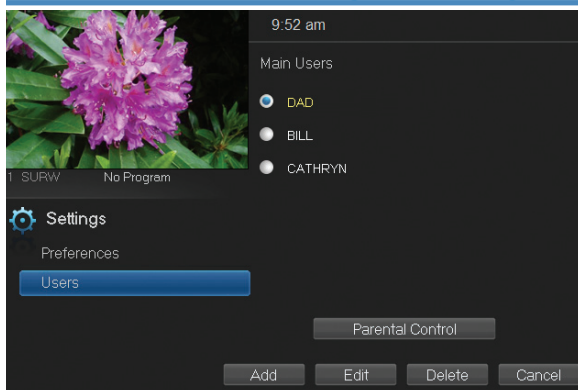 9:52 am
Main Users
DAD
BILL
CATHRYN
1 SURW No Program
Settings
Preferences
Users
Parental Control
Add Edit Delete Cancel